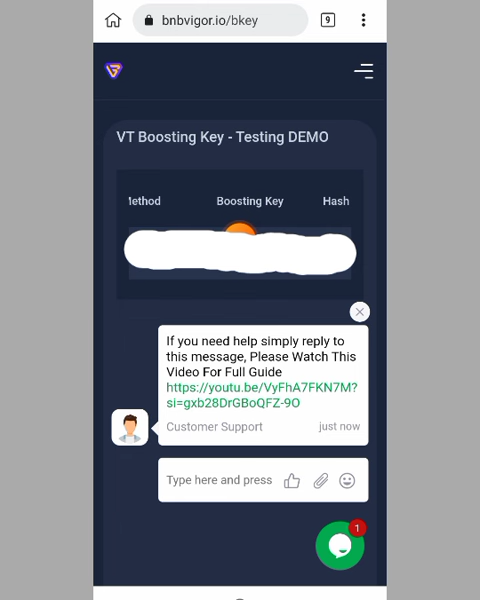 bnbvigor.io/bkey
9
VT Boosting Key - Testing DEMO
Boosting Key
Hash
If you need help simply reply to
this message, Please Watch This
Video For Full Guide
https://youtu.be/VyFhA7FKN7M?
si=gxb28DrGBoQFZ-9O
Customer Support
just now
Type here and press
1